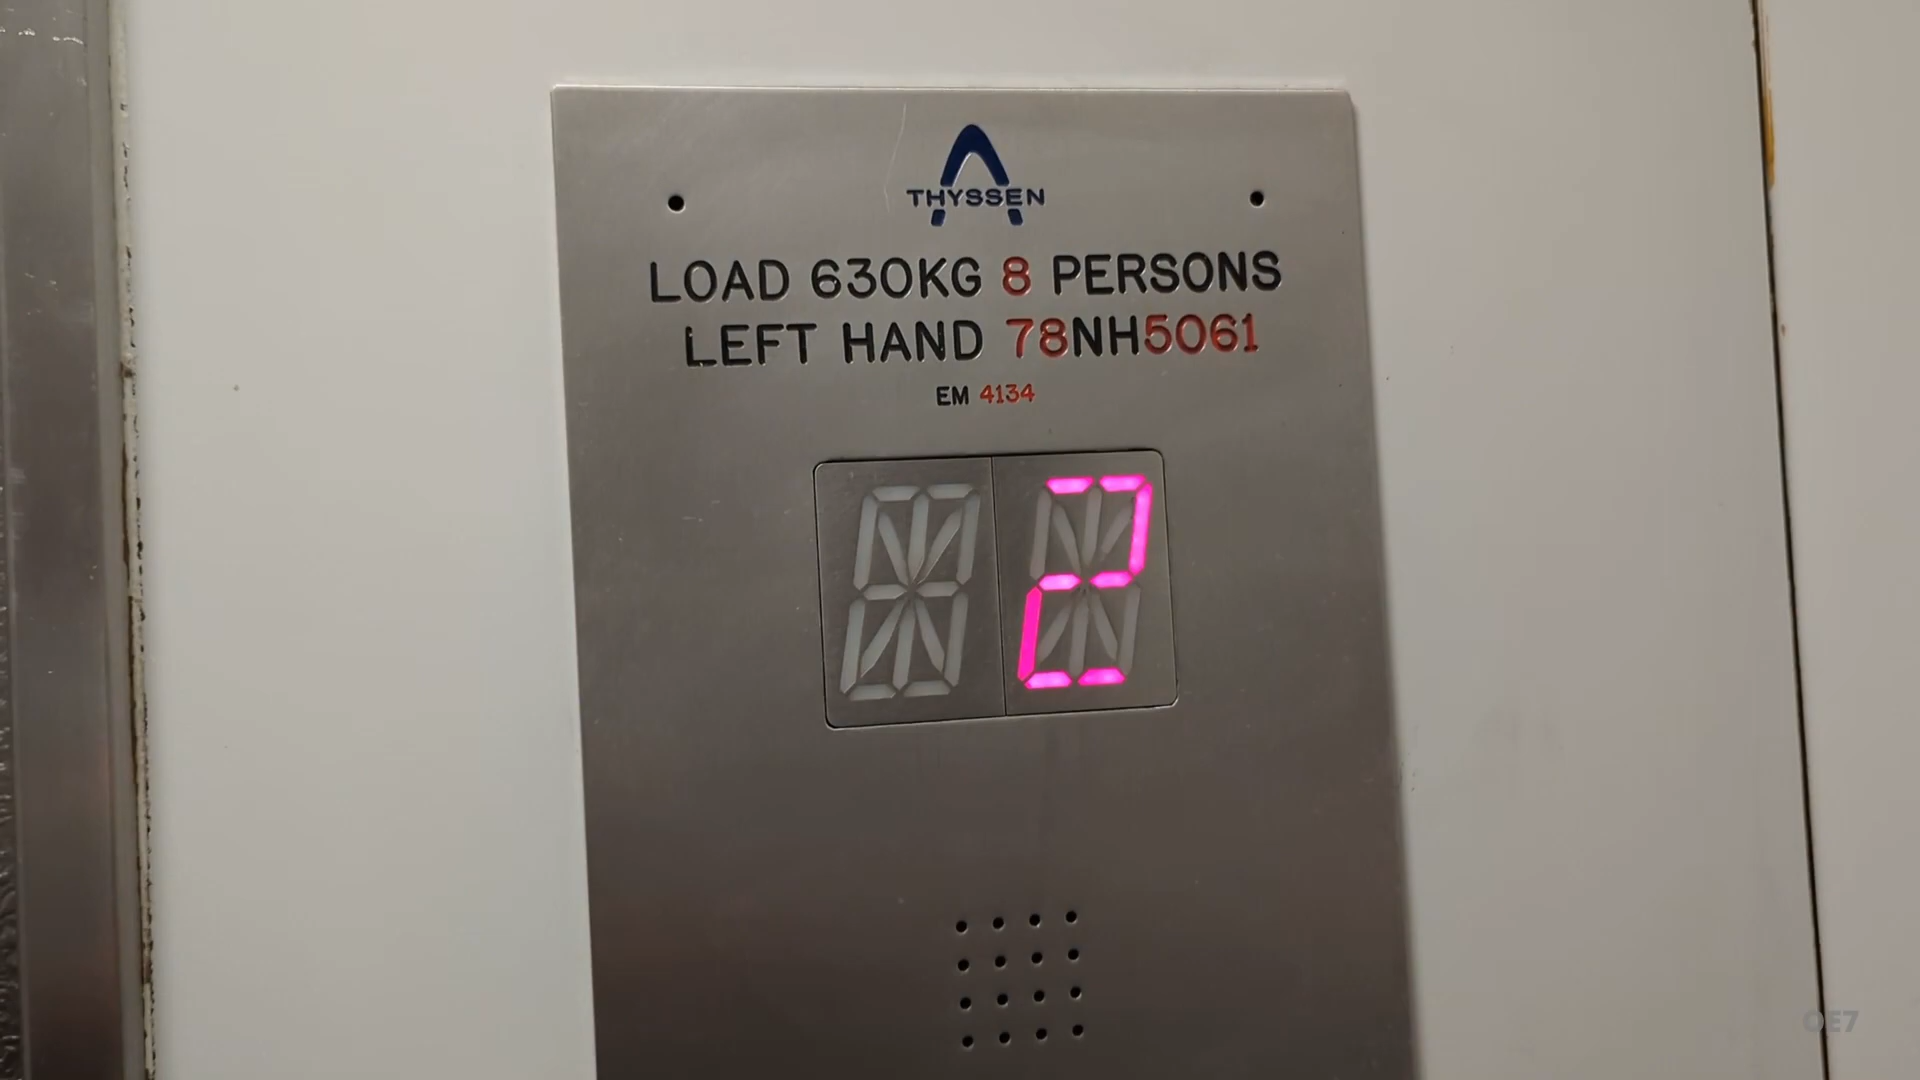 THYSSEN
LOAD 630KG 8 PERSONS
LEFT HAND 78NH5061
EM 4134
2
OE7